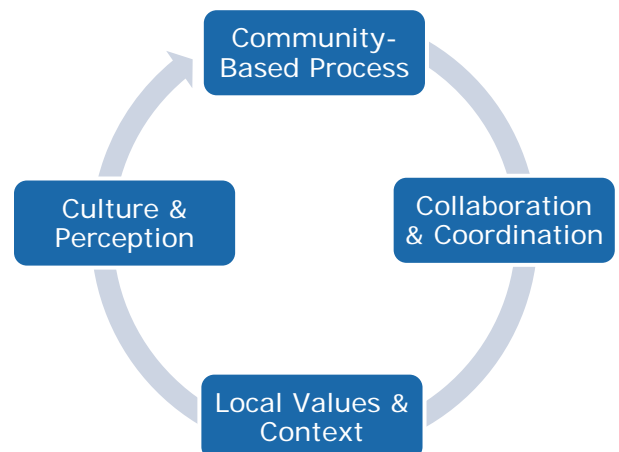 Community-
Based Process
Collaboration
& Coordination
Local Values &
Context
Culture &
Perception